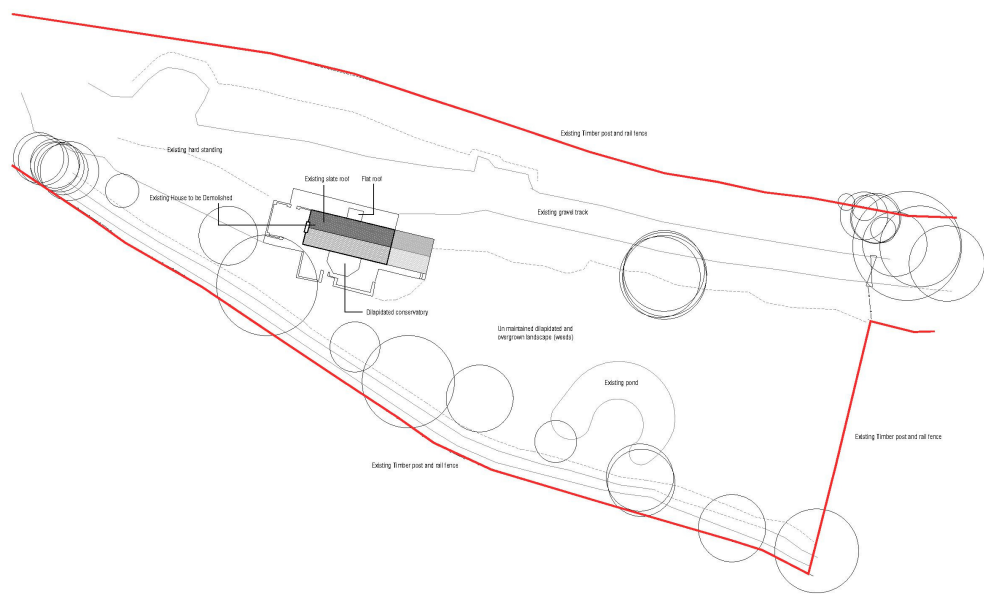 Existing Timber post and rail fence
Existing hard standing
Existing slate roof
Flat roof
Existing House to be Demolished
Existing gravel track
Dilapidated conservatory
Un maintained dilapidated and
overgrown landscape (weeds)
Existing pond
Existing Timber post and rail fence
Existing Timber post and rail fence